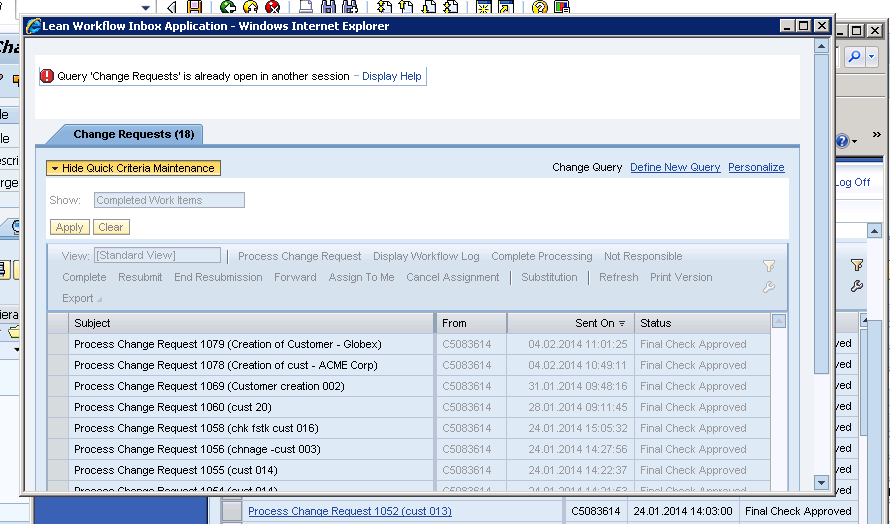 Lean Workflow Inbox Application - Windows Internet Explorer
Query 'Change Requests' is already open in another session - Display Help
Change Requests (18)
Hide Quick Criteria Maintenance
Change Query Define New Query Personalize
Log Off
Show: Completed Work Items
Apply Clear
View: [Standard View] Process Change Request Display Workflow Log Complete Processing Not Responsible
Complete Resubmit End Resubmission Forward Assign To Me Cancel Assignment Substitution Refresh Print Version
Export
Subject From Sent On Status
Process Change Request 1079 (Creation of Customer - Globex) C5083614 04.02.2014 11:01:25 Final Check Approved
Process Change Request 1078 (Creation of cust - ACME Corp) C5083614 04.02.2014 10:49:11 Final Check Approved
Process Change Request 1069 (Customer creation 002) C5083614 31.01.2014 09:48:16 Final Check Approved
Process Change Request 1060 (cust 20) C5083614 28.01.2014 09:11:45 Final Check Approved
Process Change Request 1058 (chk fstk cust 016) C5083614 24.01.2014 15:05:32 Final Check Approved
Process Change Request 1056 (chnage -cust 003) C5083614 24.01.2014 14:27:56 Final Check Approved
Process Change Request 1055 (cust 014) C5083614 24.01.2014 14:22:37 Final Check Approved
Process Change Request 1052 (cust 013) C5083614 24.01.2014 14:03:00 Final Check Approved